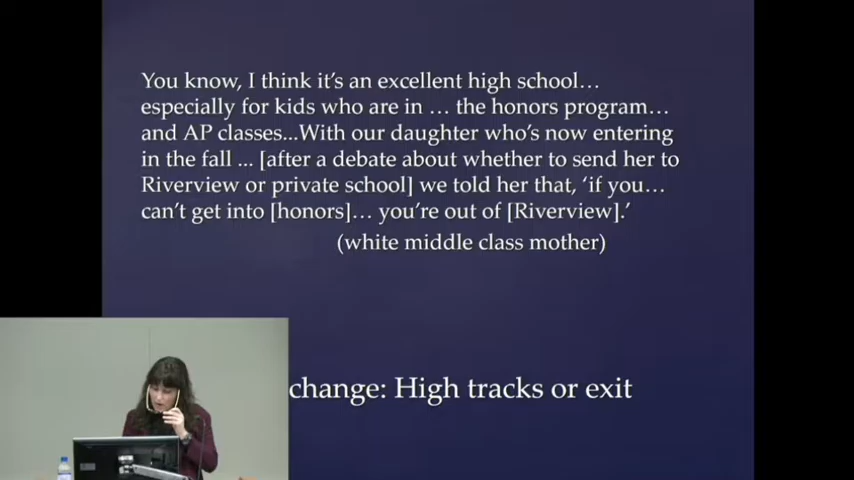 You know, I think it's an excellent high school…
especially for kids who are in … the honors program…
and AP classes...With our daughter who's now entering
in the fall ... [after a debate about whether to send her to
Riverview or private school] we told her that, 'if you…
can't get into [honors]… you're out of [Riverview].'
(white middle class mother)
change: High tracks or exit